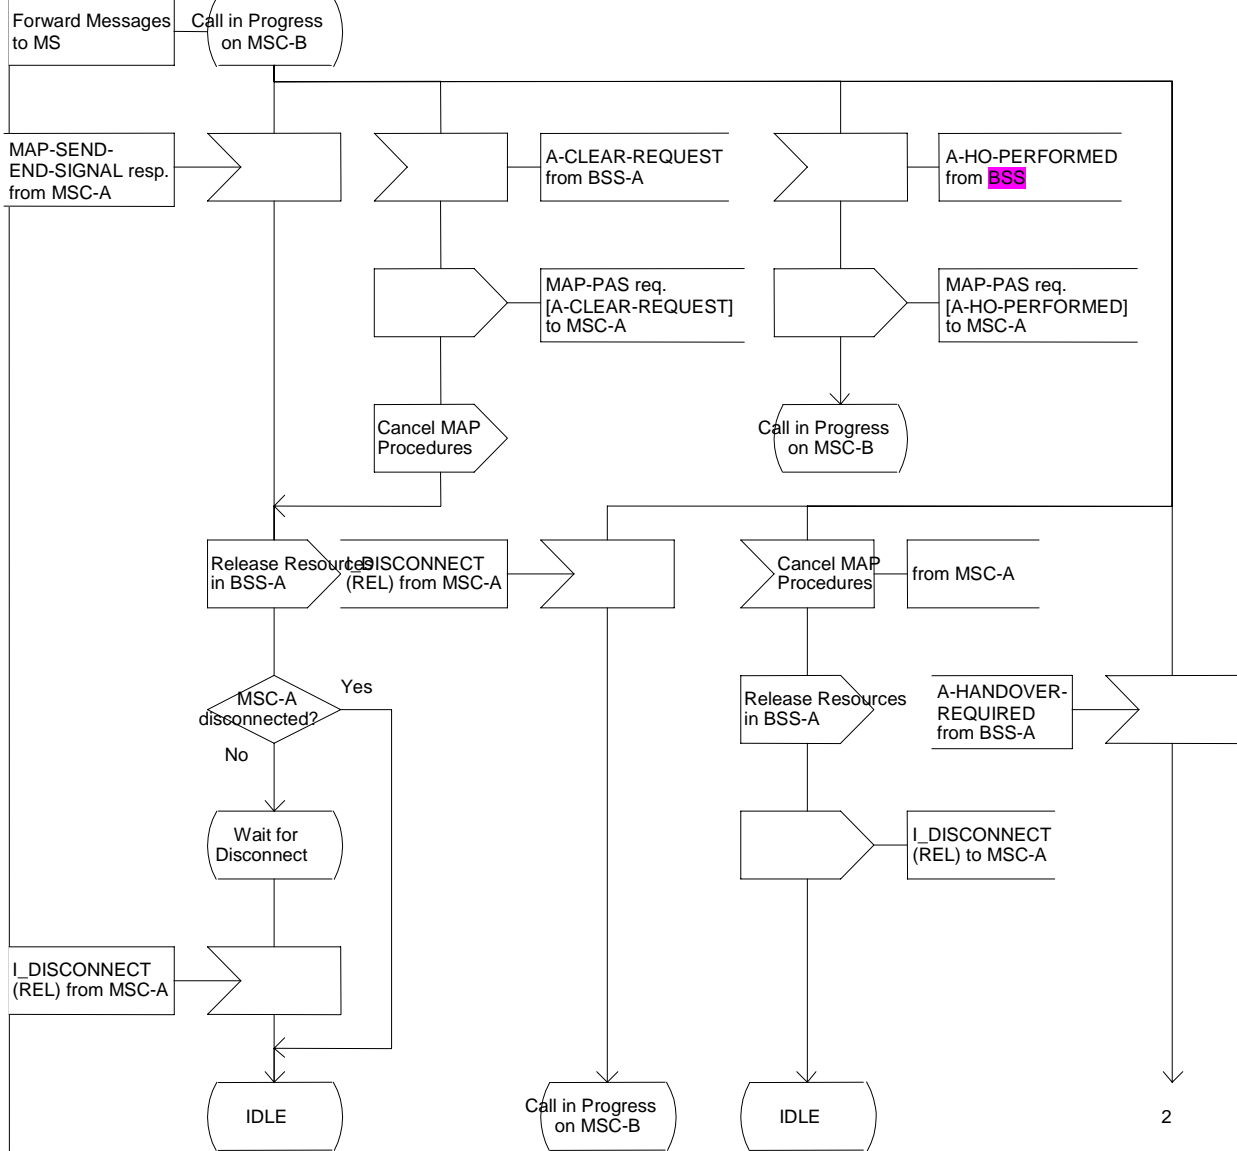 Forward Messages
to MS
Call in Progress
on MSC-B
MAP-SEND-
END-SIGNAL resp.
from MSC-A
A-CLEAR-REQUEST
from BSS-A
A-HO-PERFORMED
from BSS
MAP-PAS req.
[A-CLEAR-REQUEST]
to MSC-A
MAP-PAS req.
[A-HO-PERFORMED]
to MSC-A
Cancel MAP
Procedures
Call in Progress
on MSC-B
Release Resources
in BSS-A
I_DISCONNECT
(REL) from MSC-A
Cancel MAP
Procedures
from MSC-A
MSC-A
disconnected?
Yes
No
Release Resources
in BSS-A
A-HANDOVER-
REQUIRED
from BSS-A
Wait for
Disconnect
I_DISCONNECT
(REL) to MSC-A
I_DISCONNECT
(REL) from MSC-A
IDLE
Call in Progress
on MSC-B
IDLE
2